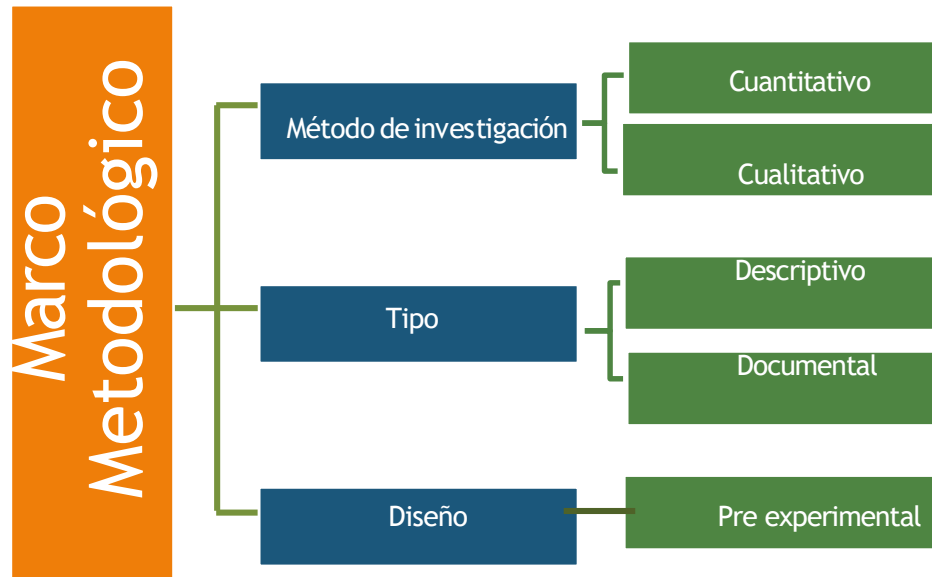 Marco
Metodológico
Método de investigación
Cuantitativo
Cualitativo
Tipo
Descriptivo
Documental
Diseño
Pre experimental